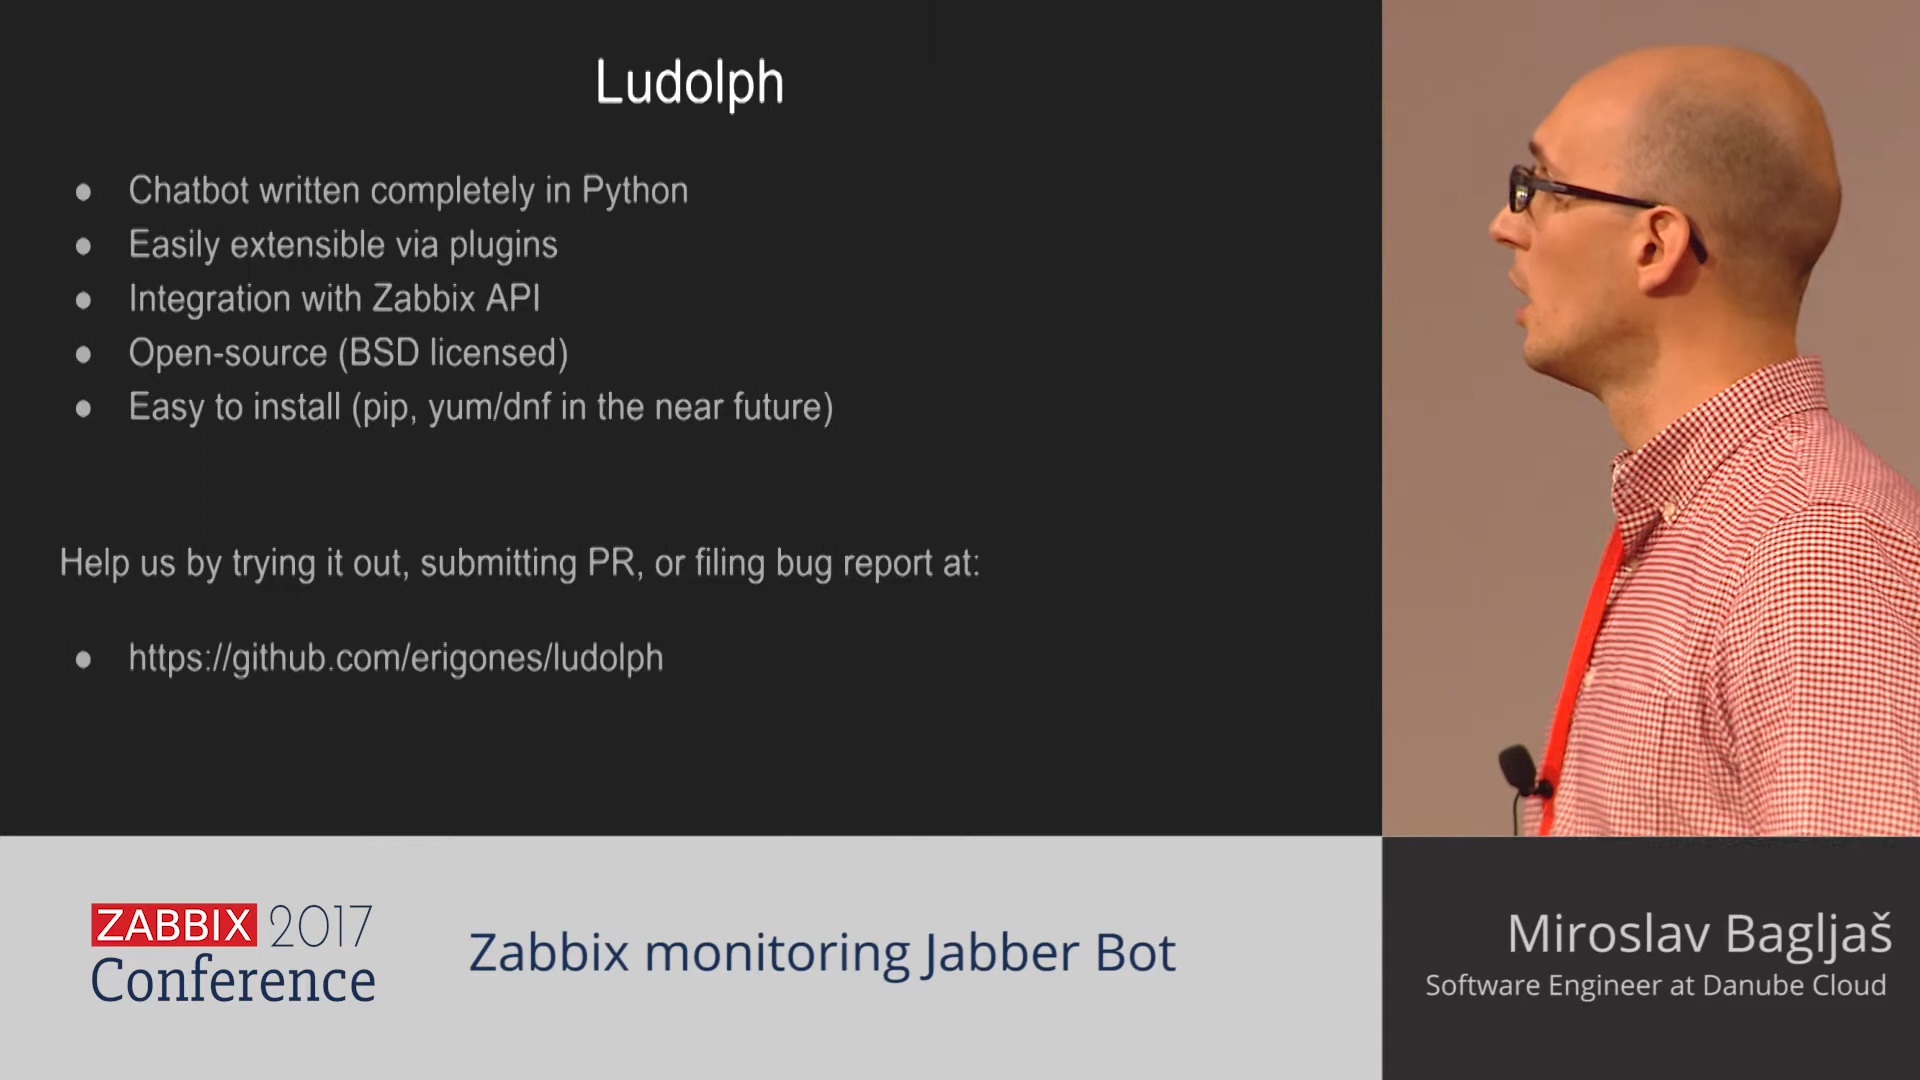 Ludolph
● Chatbot written completely in Python
● Easily extensible via plugins
● Integration with Zabbix API
● Open-source (BSD licensed)
● Easy to install (pip, yum/dnf in the near future)
Help us by trying it out, submitting PR, or filing bug report at:
● https://github.com/erigones/ludolph
ZABBIX 2017
Conference
Zabbix monitoring Jabber Bot
Miroslav Bagljaš
Software Engineer at Danube Cloud